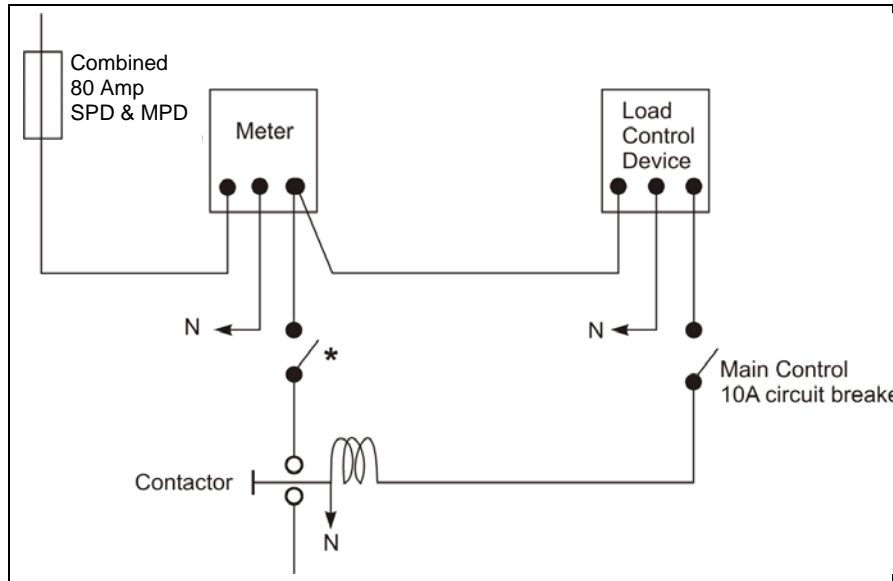 Combined
80 Amp
SPD & MPD
Meter
Load
Control
Device
N
N
*
Main Control
10A circuit breake
Contactor
N